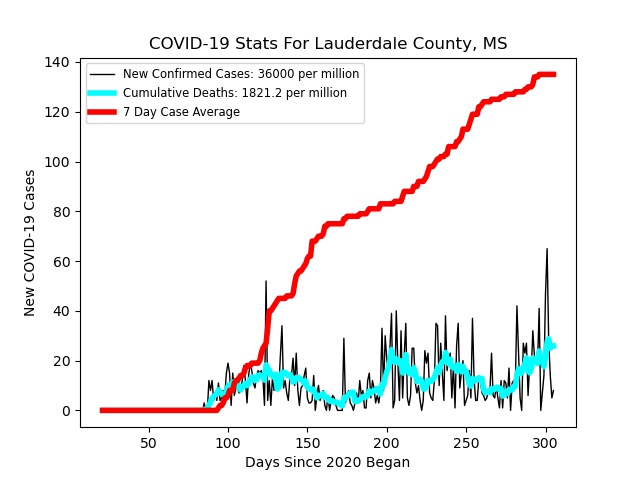 COVID-19 Stats For Lauderdale County, MS
New Confirmed Cases: 36000 per million
Cumulative Deaths: 1821.2 per million
7 Day Case Average
New COVID-19 Cases
140
120
100
80
60
40
20
0
50 100 150 200 250 300
Days Since 2020 Began